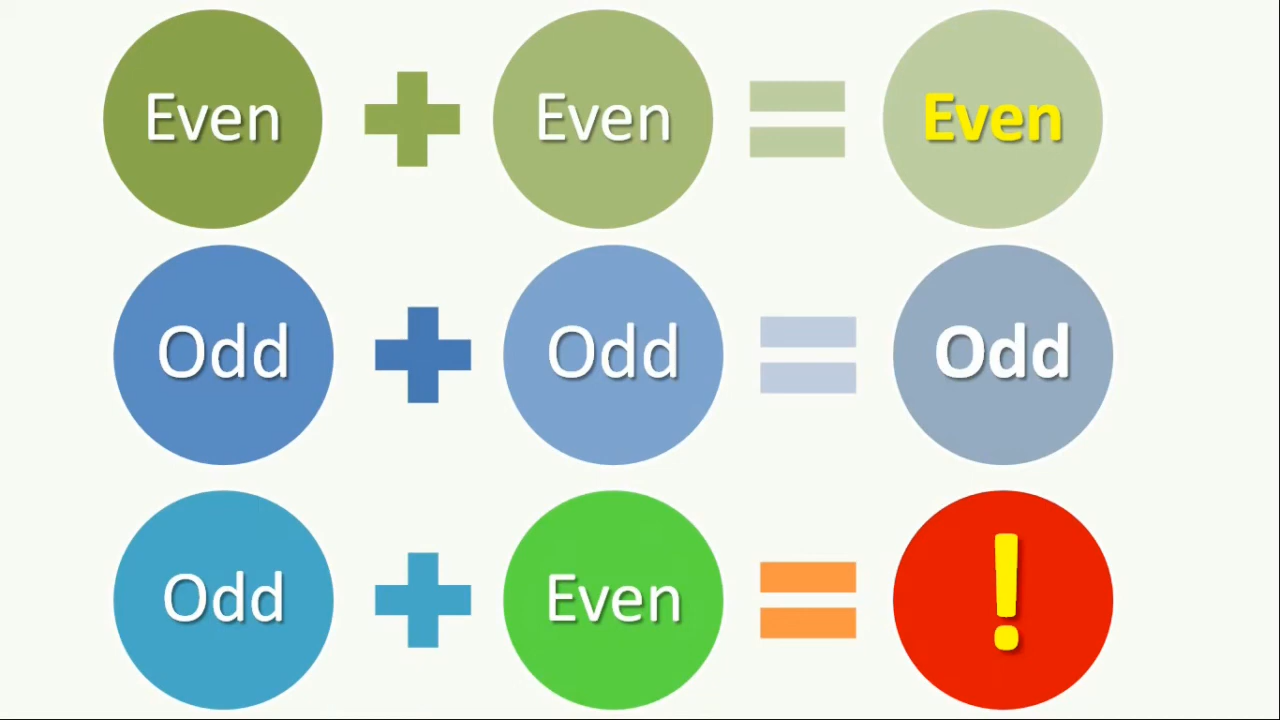 Even + Even = Even
Odd + Odd = Odd
Odd + Even = !